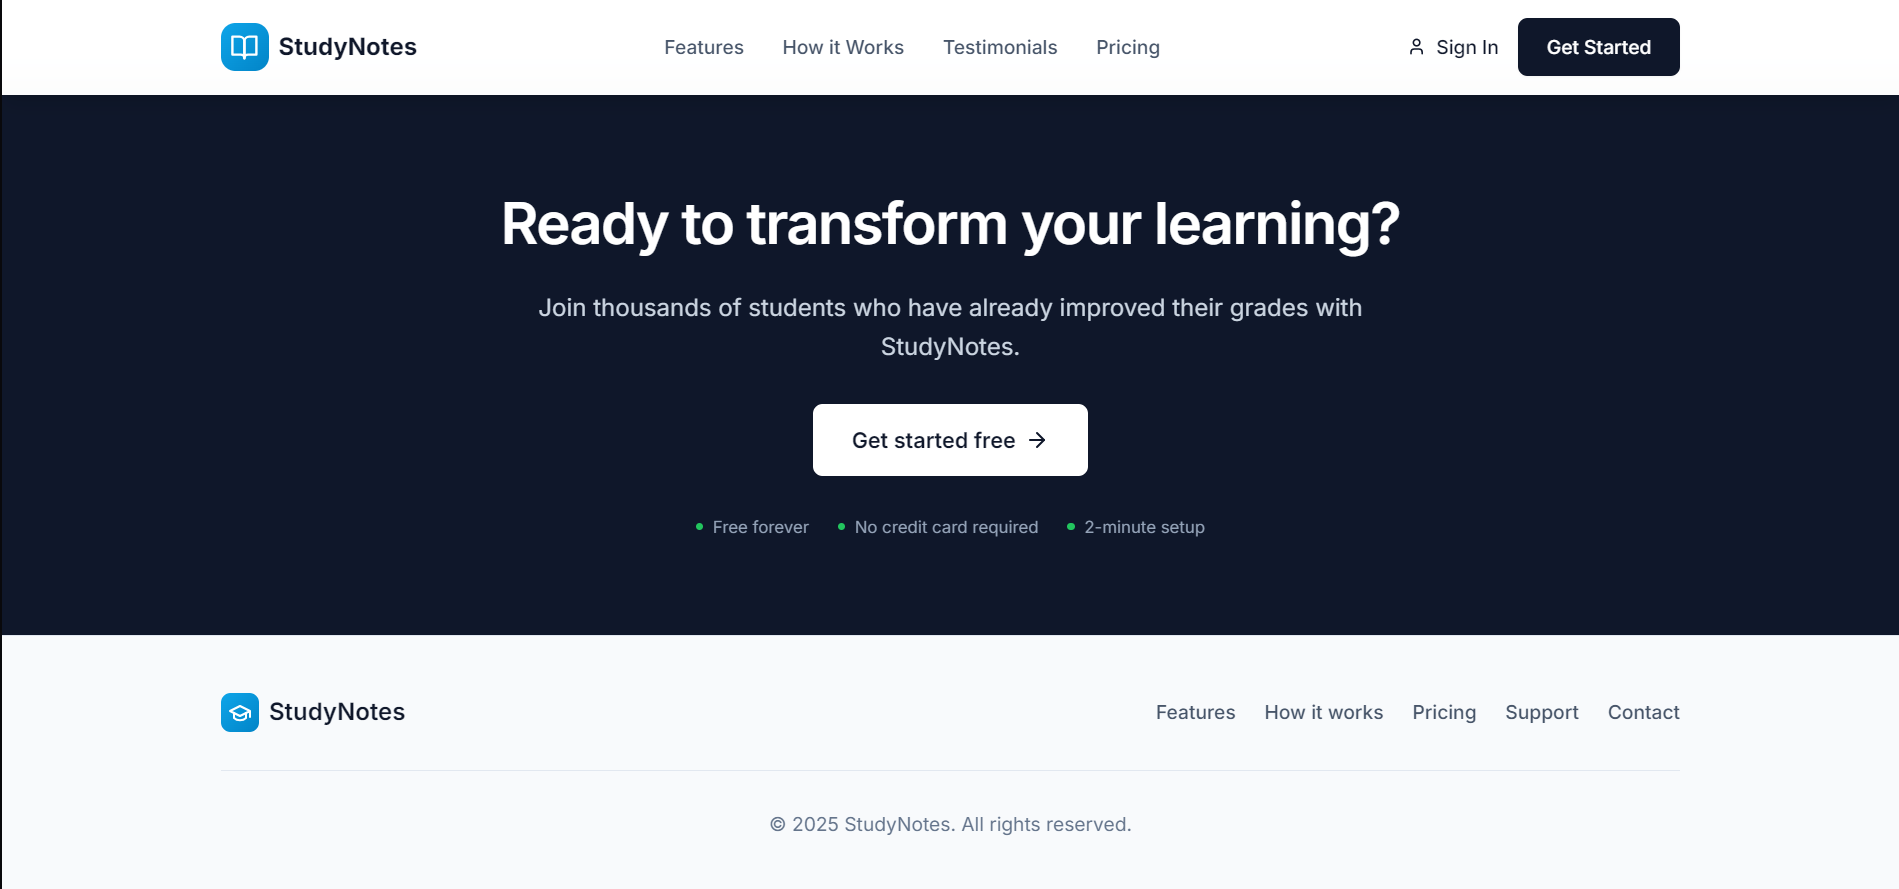 StudyNotes
Features
How it Works
Testimonials
Pricing
Sign In
Get Started
Ready to transform your learning?
Join thousands of students who have already improved their grades with
StudyNotes.
Get started free
Free forever
No credit card required
2-minute setup
StudyNotes
Features
How it works
Pricing
Support
Contact
© 2025 StudyNotes. All rights reserved.